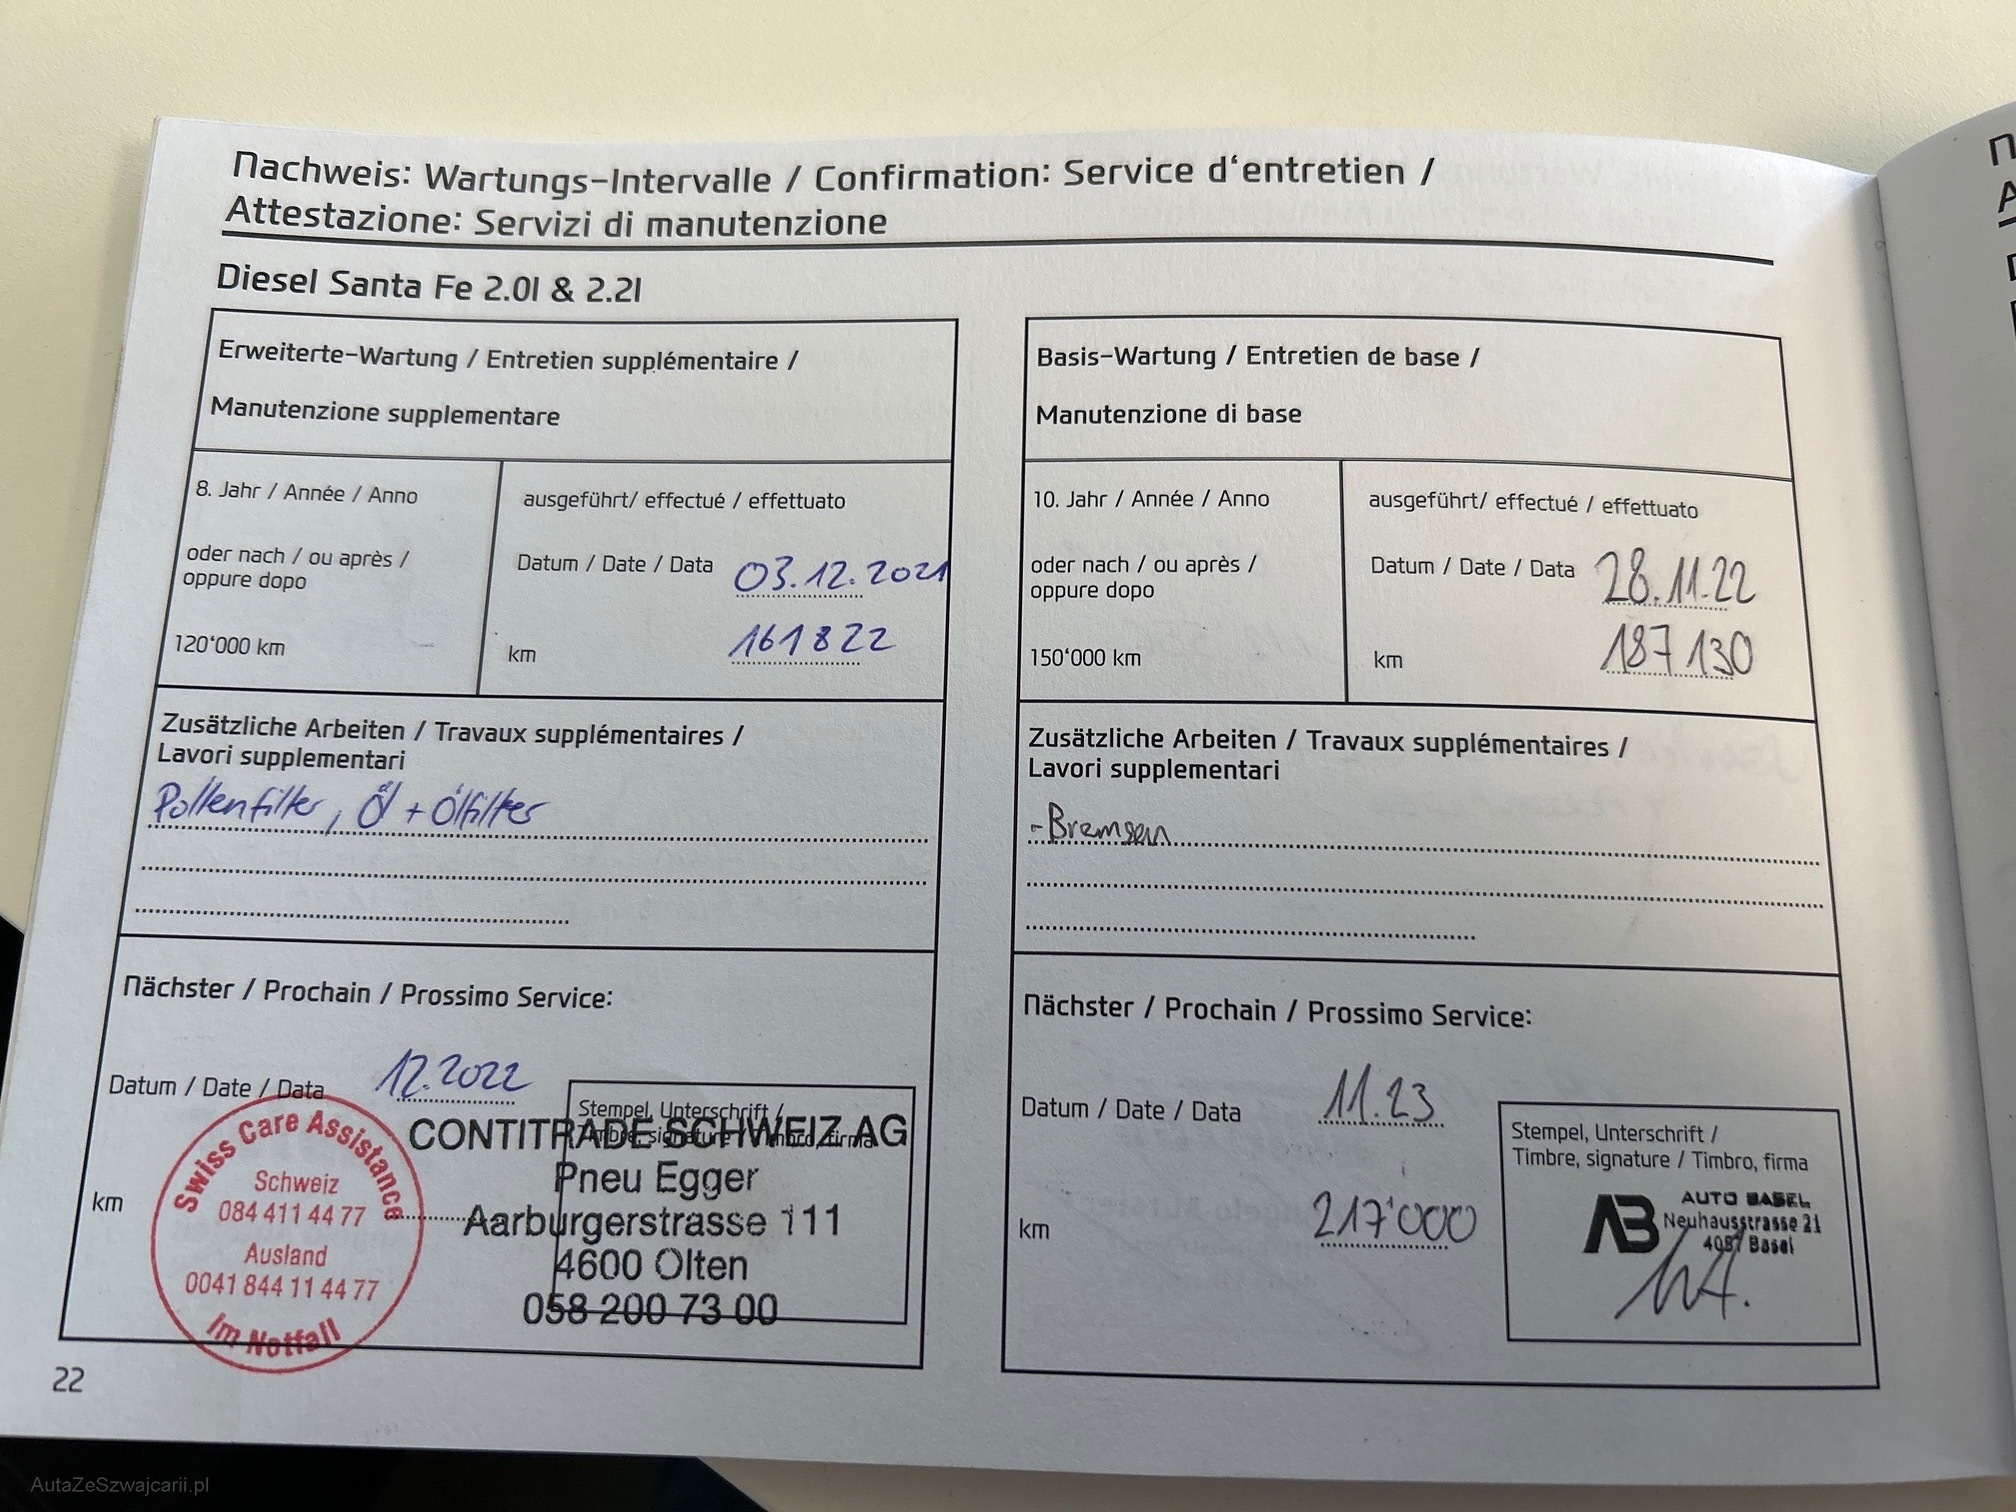 Nachweis: Wartungs-Intervalle / Confirmation: Service d'entretien /
Attestazione: Servizi di manutenzione
Diesel Santa Fe 2.0l & 2.2l
Erweiterte-Wartung / Entretien supplémentaire /
Manutenzione supplementare
8. Jahr / Année / Anno
oder nach / ou après /
oppure dopo
120'000 km
ausgeführt/ effectué / effettuato
Datum / Date / Data 03.12.2021
km 161822
Zusätzliche Arbeiten / Travaux supplémentaires /
Lavori supplementari
Pollenfilter, Öl + Ölfilter
Nächster / Prochain / Prossimo Service:
Datum / Date / Data 12.2022
km
Stempel, Unterschrift /
Timbre, signature / Timbro, firma
Swiss Care Assistance
Schweiz
084 411 44 77
Ausland
0041 844 11 44 77
Im Notfall
CONTITRADE SCHWEIZ AG
Pneu Egger
Aarburgerstrasse 111
4600 Olten
058 200 73 00
22
Basis-Wartung / Entretien de base /
Manutenzione di base
10. Jahr / Année / Anno
oder nach / ou après /
oppure dopo
150'000 km
ausgeführt/ effectué / effettuato
Datum / Date / Data 28.11.22
km 187130
Zusätzliche Arbeiten / Travaux supplémentaires /
Lavori supplementari
-Bremsen
Nächster / Prochain / Prossimo Service:
Datum / Date / Data 11.23
km 217'000
Stempel, Unterschrift /
Timbre, signature / Timbro, firma
AB
AUTO BASEL
Neuhausstrasse 21
4057 Basel
AutaZeSzwajcarii.pl